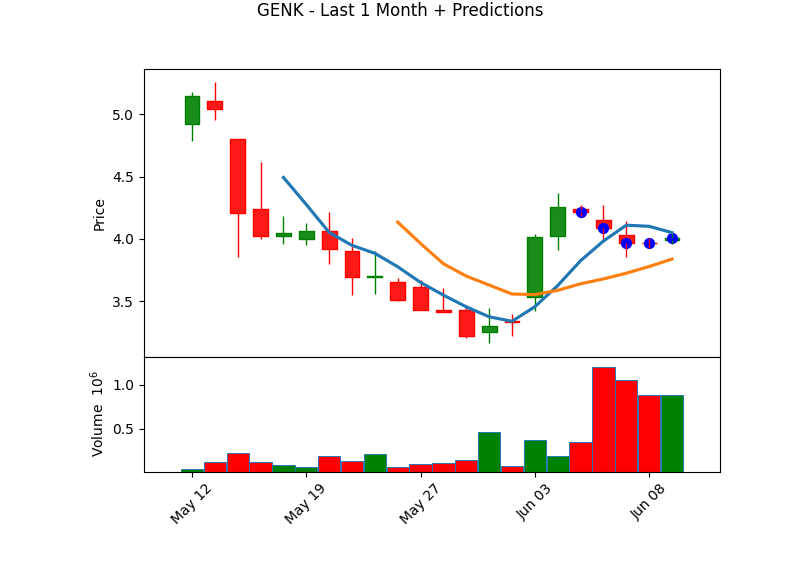 GENK - Last 1 Month + Predictions
Price
5.0
4.5
4.0
3.5
Volume 10^6
1.0
0.5
May 12
May 19
May 27
Jun 03
Jun 08